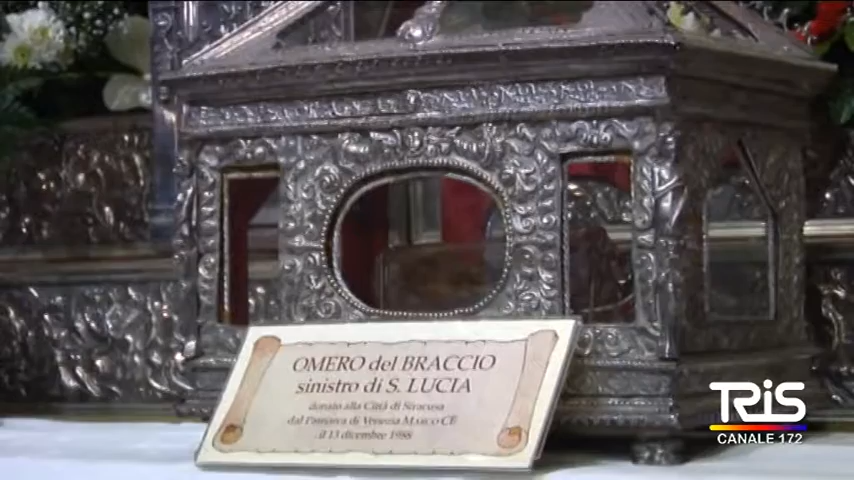 OMERO del BRACCIO
sinistro di S. LUCIA
donato alla Città di Siracusa
dal Patriarca di Venezia MARCO CÈ
il 13 dicembre 1988
TRIS
CANALE 172